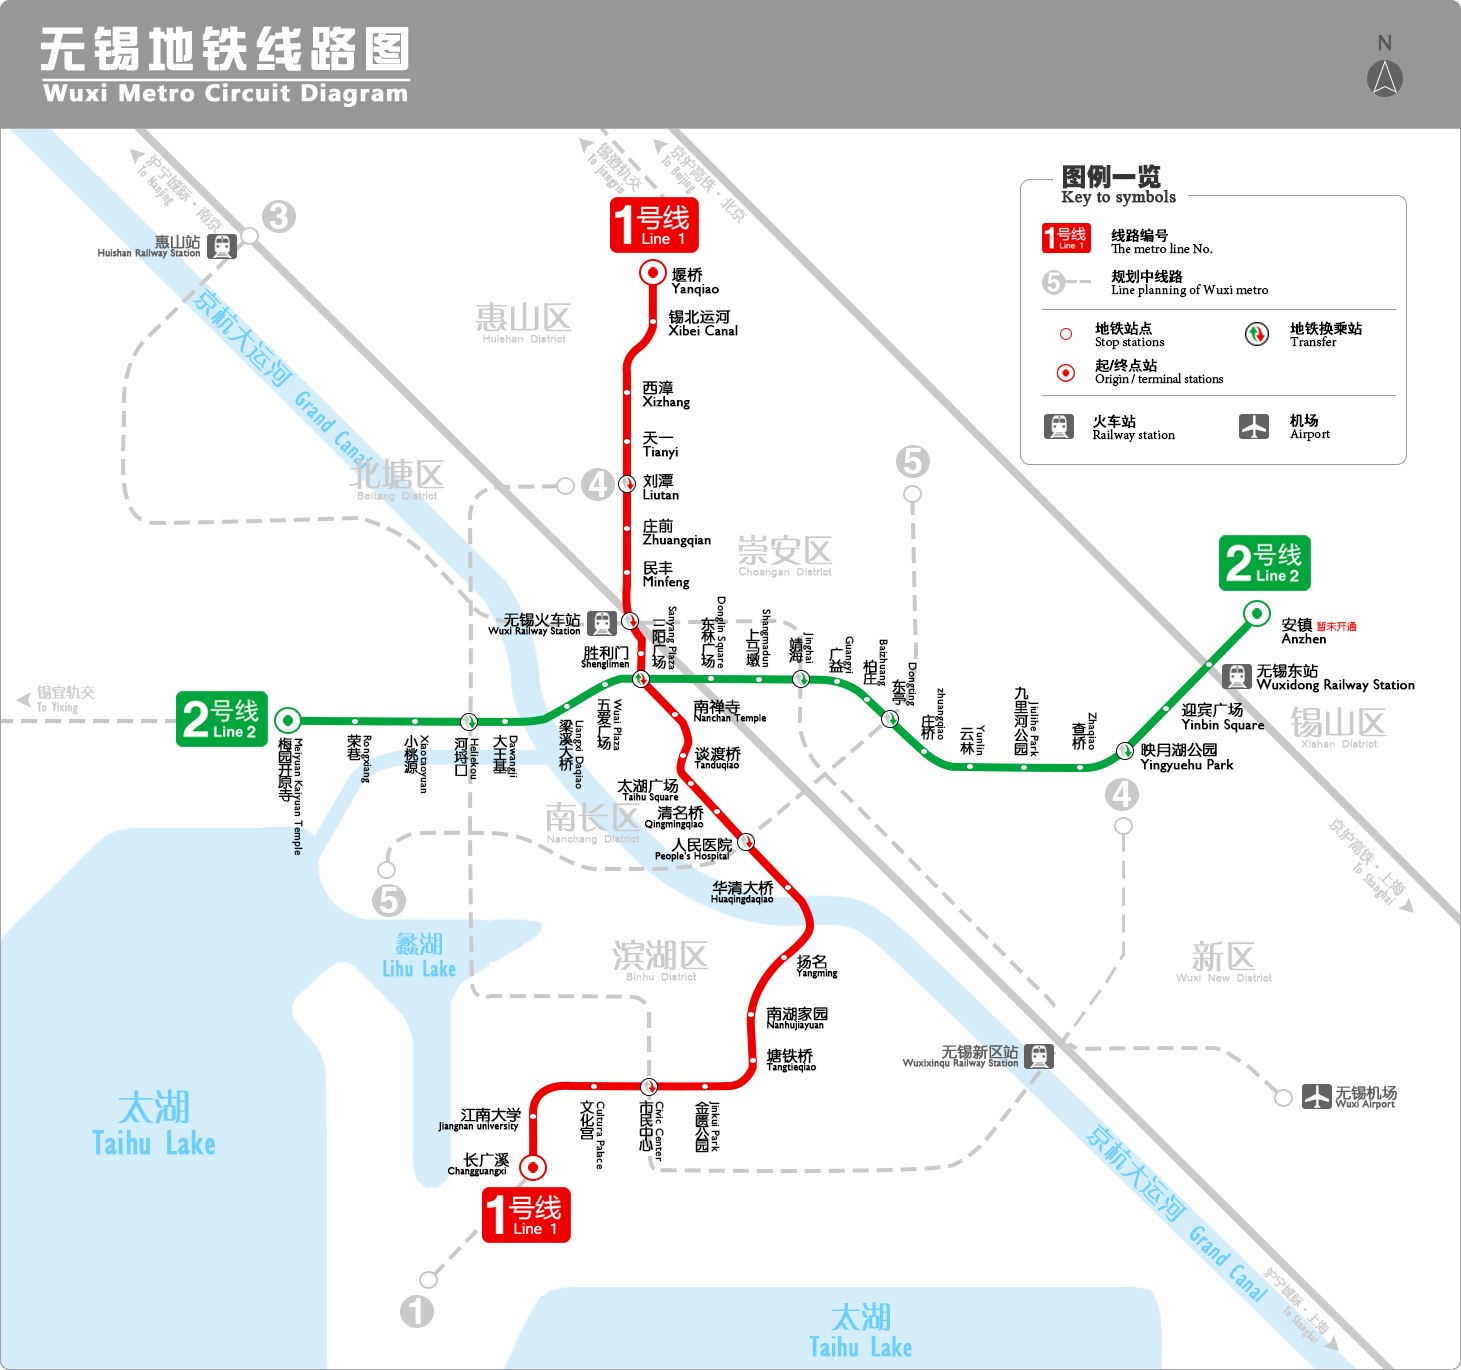 无锡地铁线路图
Wuxi Metro Circuit Diagram
N
沪宁城际·南京
To Nanjing
锡澄轨交
To Jiangyin
京沪高铁·北京
To Beijing
图例一览
Key to symbols
1号线
Line 1
线路编号
The metro line No.
5
规划中线路
Line planning of Wuxi metro
地铁站点
Stop stations
地铁换乘站
Transfer
起/终点站
Origin / terminal stations
火车站
Railway station
机场
Airport
3
惠山站
Huishan Railway Station
1号线
Line 1
堰桥
Yanqiao
锡北运河
Xibei Canal
惠山区
Huishan District
京杭大运河 Grand Canal
西漳
Xizhang
天一
Tianyi
北塘区
Beitang District
4
刘潭
Liutan
5
庄前
Zhuangqian
崇安区
Choangan District
民丰
Minfeng
2号线
Line 2
安镇 暂未开通
Anzhen
无锡火车站
Wuxi Railway Station
胜利门
Shenglimen
三阳广场
Sanyang Plaza
东林广场
Donglin Square
上马墩
Shangmadun
靖海
Jinghai
广益
Guangyi
柏庄
Baizhuang
东亭
Dongting
庄桥
zhuangqiao
云林
Yunlin
九里河公园
Jiulihe Park
查桥
Zhaqiao
无锡东站
Wuxidong Railway Station
迎宾广场
Yinbin Square
锡山区
Xishan District
映月湖公园
Yingyuehu Park
锡宜轨交
To Yixing
2号线
Line 2
梅园开原寺
Meiyuan Kaiyuan Temple
荣巷
Rongxiang
小桃源
Xiaotaoyuan
河埒口
Heliekou
大王基
Dawangji
梁溪大桥
Liangxi Daqiao
五爱广场
Wuai Plaza
南禅寺
Nanchan Temple
谈渡桥
Tanduqiao
太湖广场
Taihu Square
清名桥
Qingmingqiao
南长区
Nanchang District
人民医院
People's Hospital
4
京沪高铁·上海
To Shanghai
5
华清大桥
Huaqingdaqiao
蠡湖
Lihu Lake
滨湖区
Binhu District
扬名
Yangming
新区
Wuxi New District
南湖家园
Nanhujiayuan
塘铁桥
Tangtieqiao
无锡新区站
Wuxixinqu Railway Station
无锡机场
Wuxi Airport
太湖
Taihu Lake
江南大学
Jiangnan university
文化宫
Cultura Palace
市民中心
Civic Center
金匮公园
Jinkui Park
长广溪
Changguangxi
1号线
Line 1
京杭大运河 Grand Canal
1
沪宁城际·上海
To Shanghai
太湖
Taihu Lake